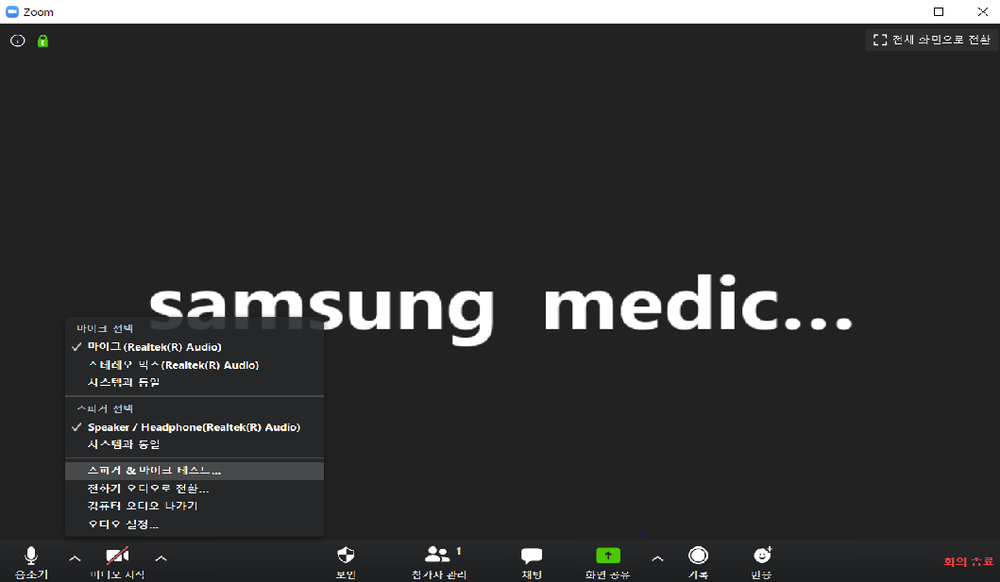 Zoom
전체 화면으로 전환
samsung medic...
마이크 선택
마이크(Realtek(R) Audio)
스테레오 믹스(Realtek(R) Audio)
시스템과 동일
스피커 선택
Speaker / Headphone(Realtek(R) Audio)
시스템과 동일
스피커 & 마이크 테스트...
전화기 오디오로 전환...
컴퓨터 오디오 나가기
오디오 설정...
음소거 비디오 시작 보안 참가자 관리 1 채팅 화면 공유 기록 반응 회의 종료